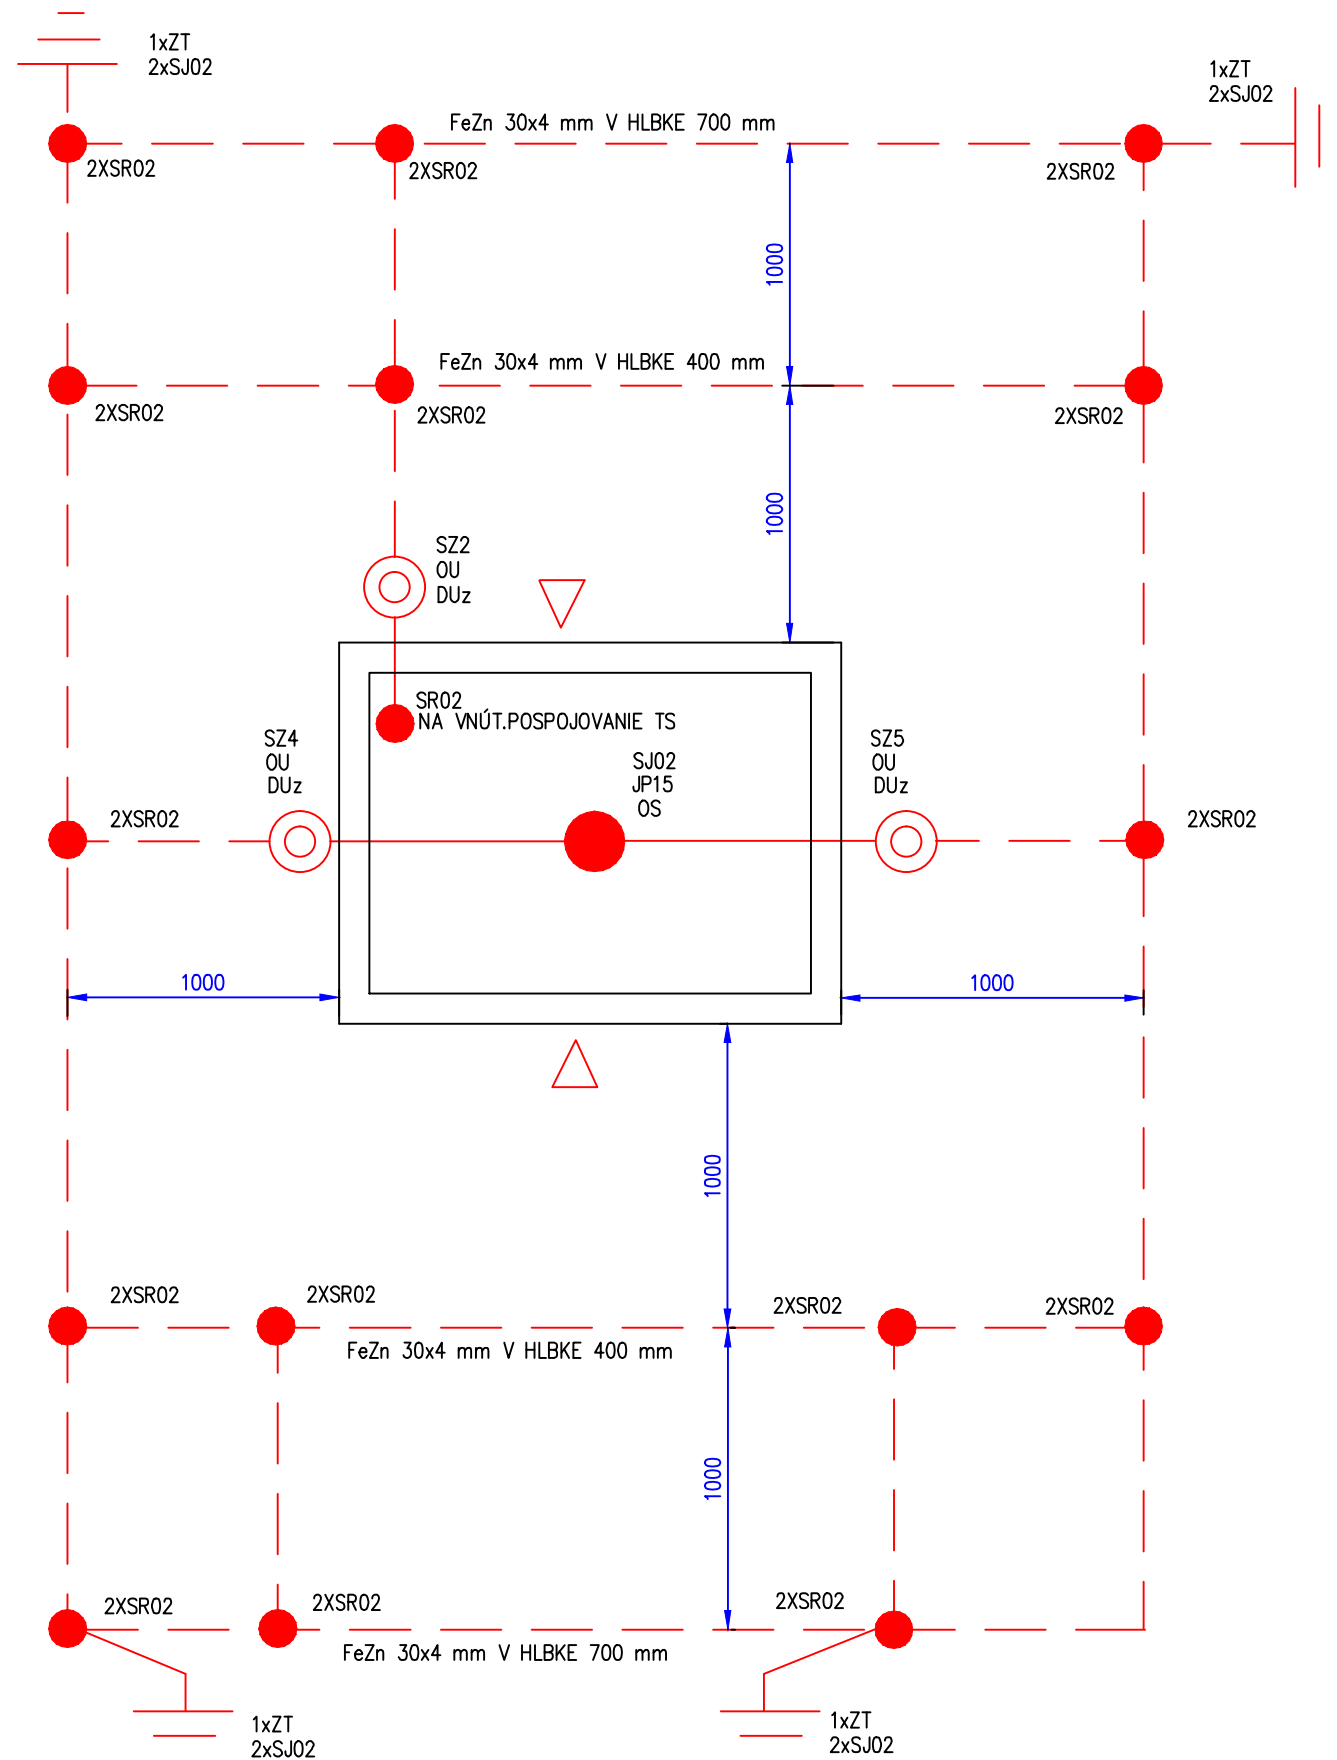 1xZT
2xSJ02
1xZT
2xSJ02
FeZn 30x4 mm V HLBKE 700 mm
2XSR02
2XSR02
2XSR02
1000
FeZn 30x4 mm V HLBKE 400 mm
2XSR02
2XSR02
2XSR02
1000
SZ2
OU
DUz
SR02
NA VNÚT.POSPOJOVANIE TS
SZ4
OU
DUz
SJ02
JP15
OS
SZ5
OU
DUz
2XSR02
2XSR02
1000
1000
1000
2XSR02
2XSR02
2XSR02
2XSR02
FeZn 30x4 mm V HLBKE 400 mm
1000
2XSR02
2XSR02
2XSR02
FeZn 30x4 mm V HLBKE 700 mm
1xZT
2xSJ02
1xZT
2xSJ02